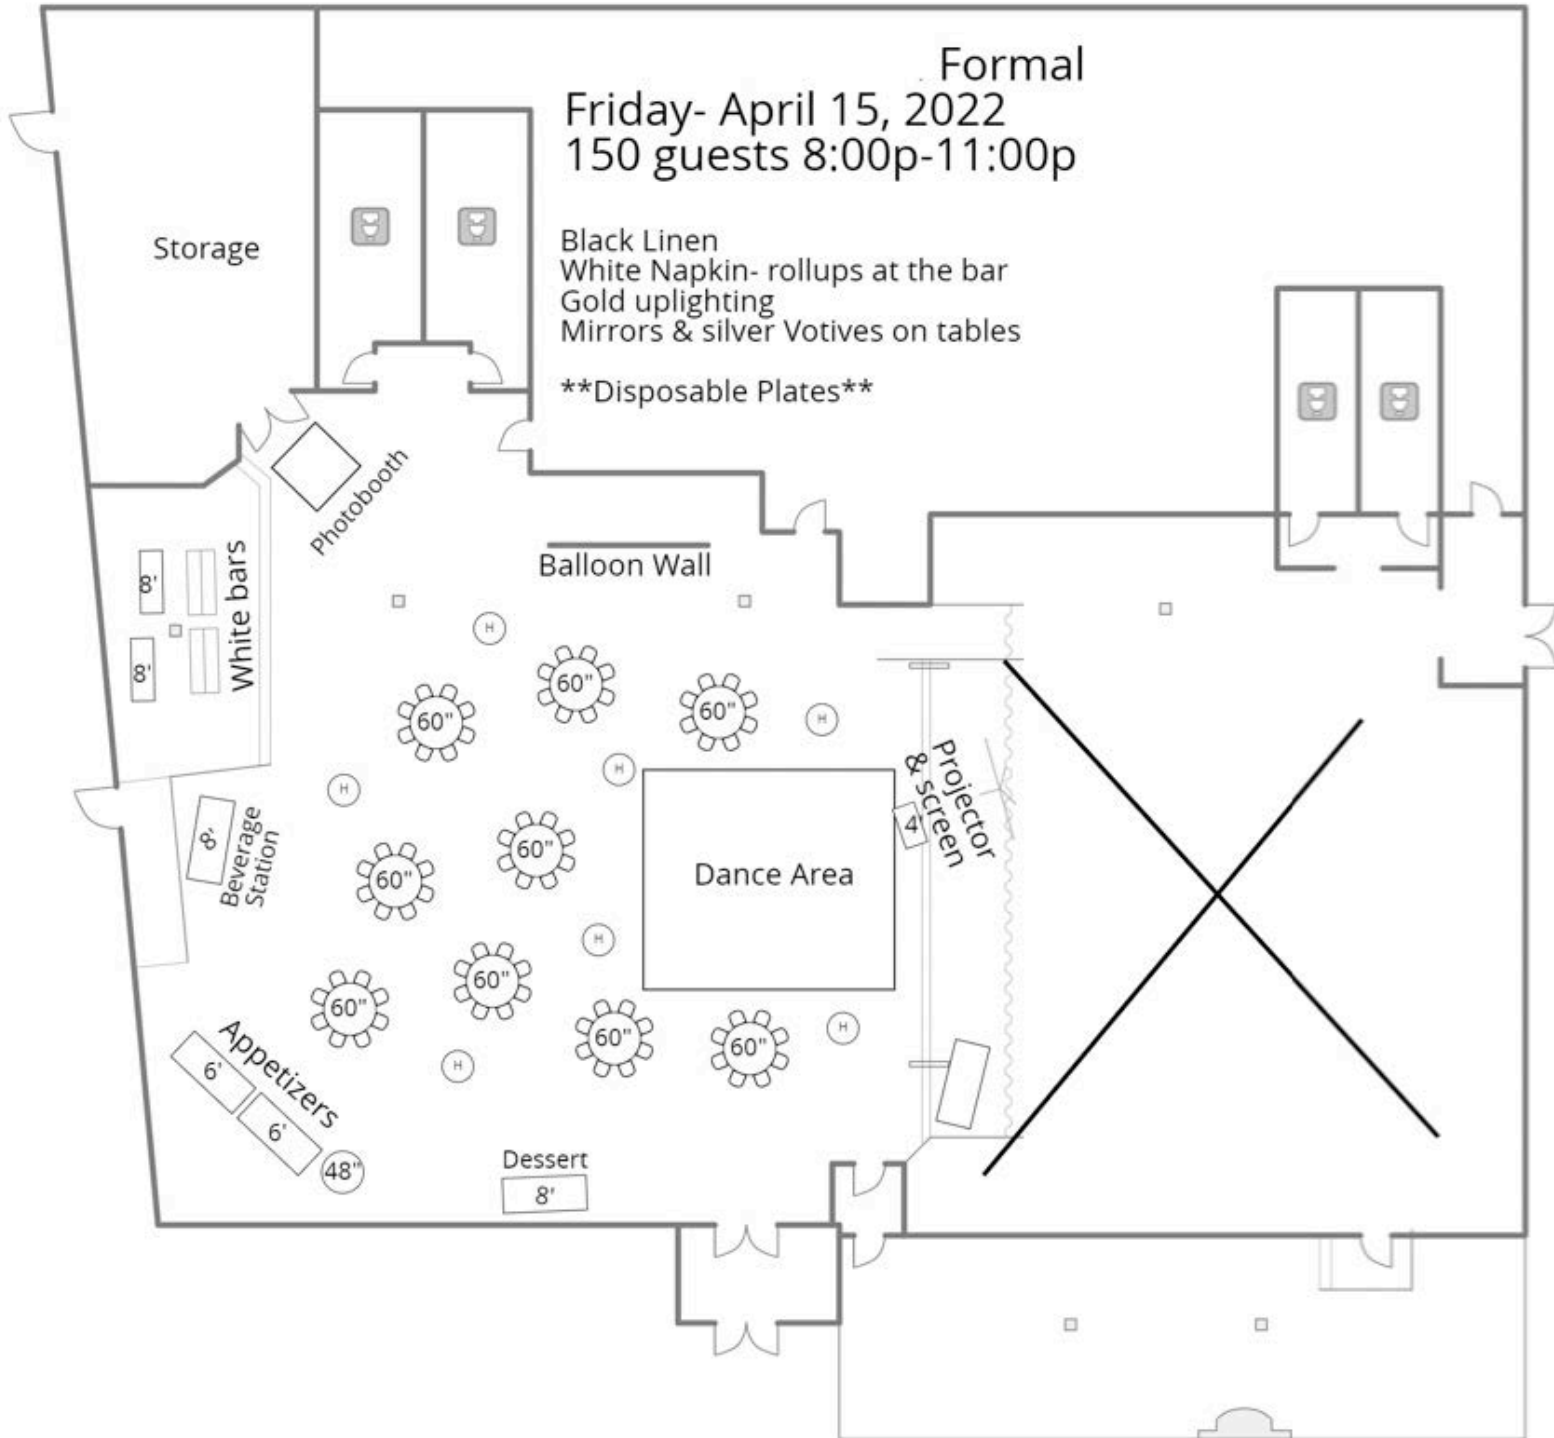 Formal
Friday- April 15, 2022
150 guests 8:00p-11:00p
Black Linen
White Napkin- rollups at the bar
Gold uplighting
Mirrors & silver Votives on tables
**Disposable Plates**
Storage
Photobooth
Balloon Wall
White bars
8'
8'
H
60"
60"
60"
H
H
H
Projector
& screen
4'
8'
Beverage
Station
60"
60"
Dance Area
H
60"
60"
60"
60"
H
H
Appetizers
6'
6'
48"
Dessert
8'